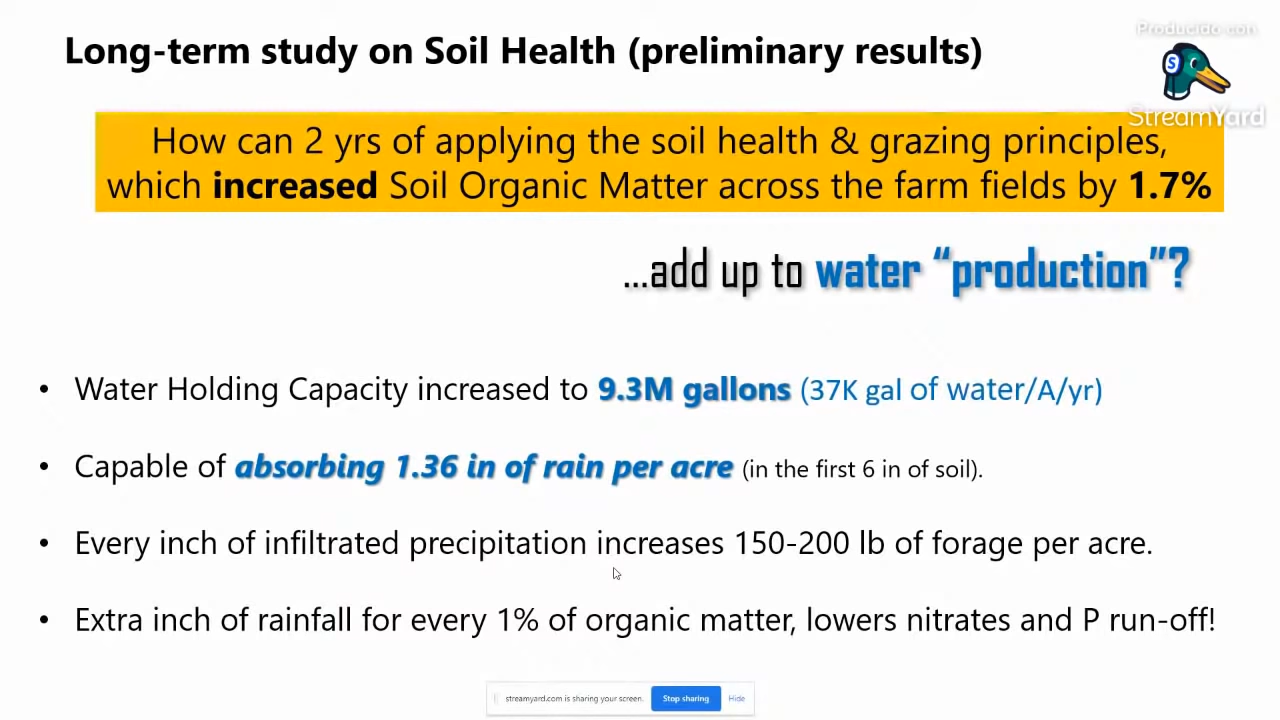 Producido con
StreamYard
Long-term study on Soil Health (preliminary results)
How can 2 yrs of applying the soil health & grazing principles,
which increased Soil Organic Matter across the farm fields by 1.7%
...add up to water “production”?
• Water Holding Capacity increased to 9.3M gallons (37K gal of water/A/yr)
• Capable of absorbing 1.36 in of rain per acre (in the first 6 in of soil).
• Every inch of infiltrated precipitation increases 150-200 lb of forage per acre.
• Extra inch of rainfall for every 1% of organic matter, lowers nitrates and P run-off!
streamyard.com is sharing your screen. Stop sharing Hide